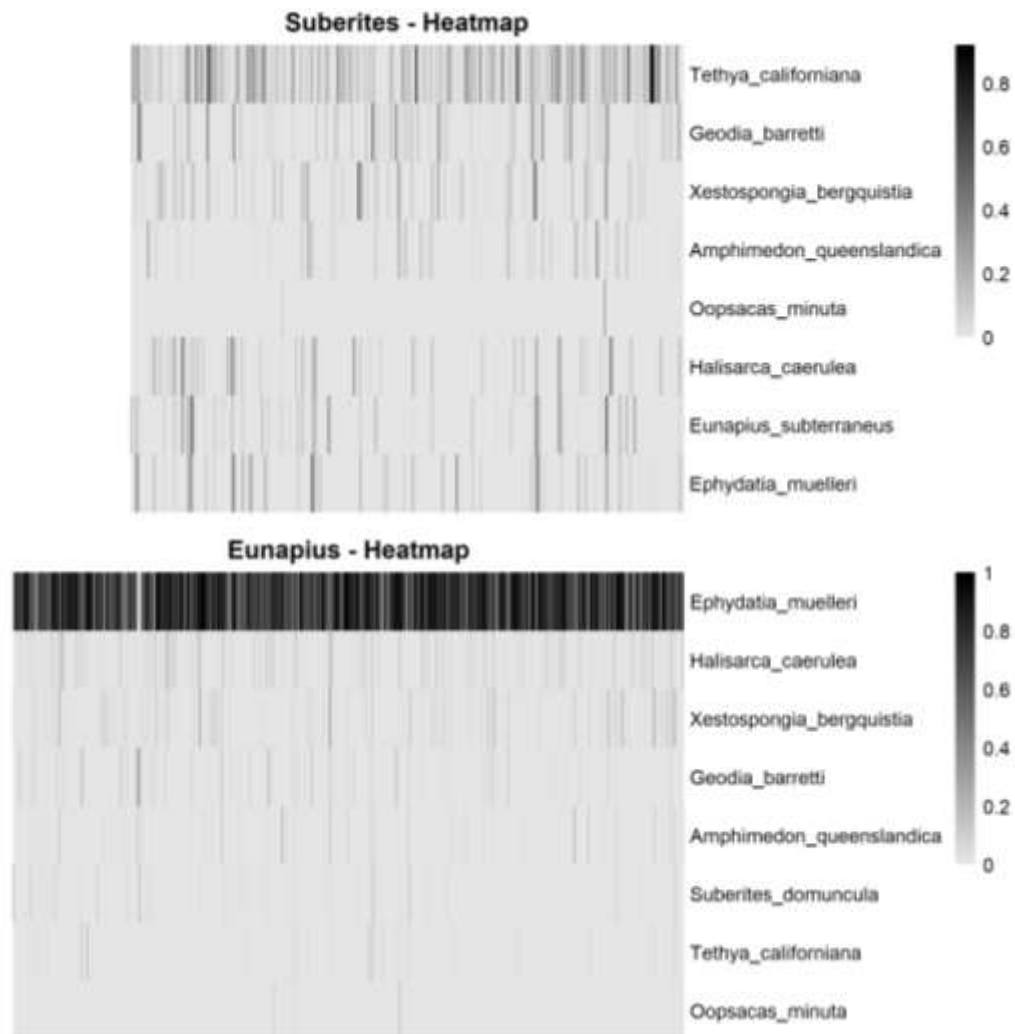 Suberites - Heatmap
Tethya_californiana
Geodia_barretti
Xestospongia_bergquistia
Amphimedon_queenslandica
Oopsacas_minuta
Halisarca_caerulea
Eunapius_subterraneus
Ephydatia_muelleri
0.8
0.6
0.4
0.2
0
Eunapius - Heatmap
Ephydatia_muelleri
Halisarca_caerulea
Xestospongia_bergquistia
Geodia_barretti
Amphimedon_queenslandica
Suberites_domuncula
Tethya_californiana
Oopsacas_minuta
1
0.8
0.6
0.4
0.2
0